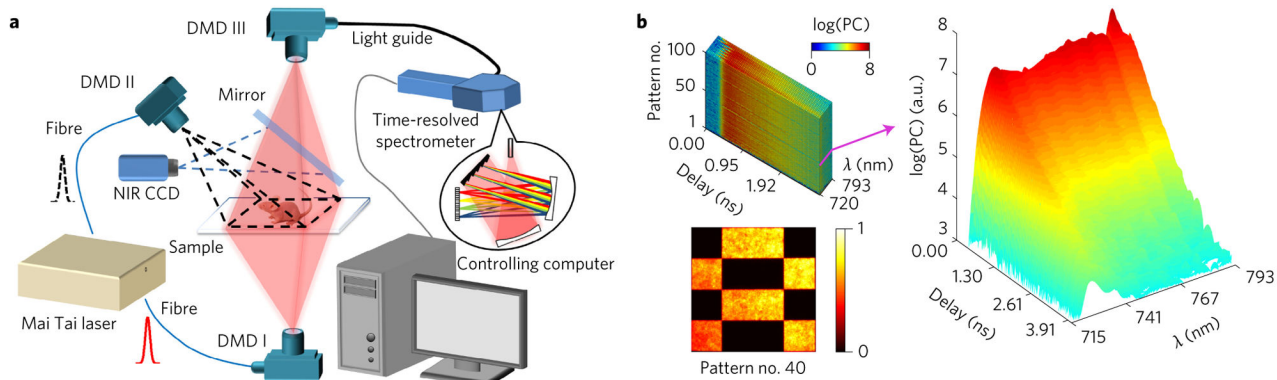 a
DMD III
Light guide
DMD II
Mirror
Fibre
Time-resolved
spectrometer
NIR CCD
Sample
Controlling computer
Fibre
Mai Tai laser
DMD I
b
log(PC)
0
8
Pattern no.
100
50
1
0.00
0.95
1.92
Delay (ns)
λ (nm)
793
720
1
0
Pattern no. 40
log(PC) (a.u.)
8
7
6
5
4
3
0.00
1.30
2.61
3.91
Delay (ns)
715
741
767
793
λ (nm)